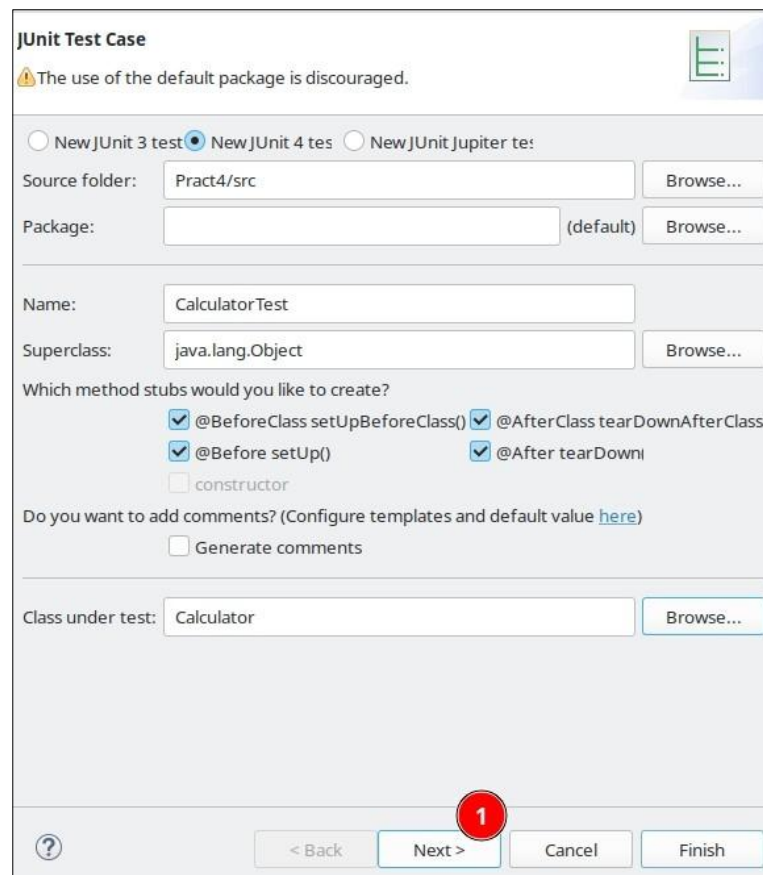 JUnit Test Case
The use of the default package is discouraged.
New JUnit 3 test New JUnit 4 tes New JUnit Jupiter tes
Source folder: Pract4/src Browse...
Package: (default) Browse...
Name: CalculatorTest
Superclass: java.lang.Object Browse...
Which method stubs would you like to create?
@BeforeClass setUpBeforeClass() @AfterClass tearDownAfterClass
@Before setUp() @After tearDown(
constructor
Do you want to add comments? (Configure templates and default value here)
Generate comments
Class under test: Calculator Browse...
1
? < Back Next > Cancel Finish